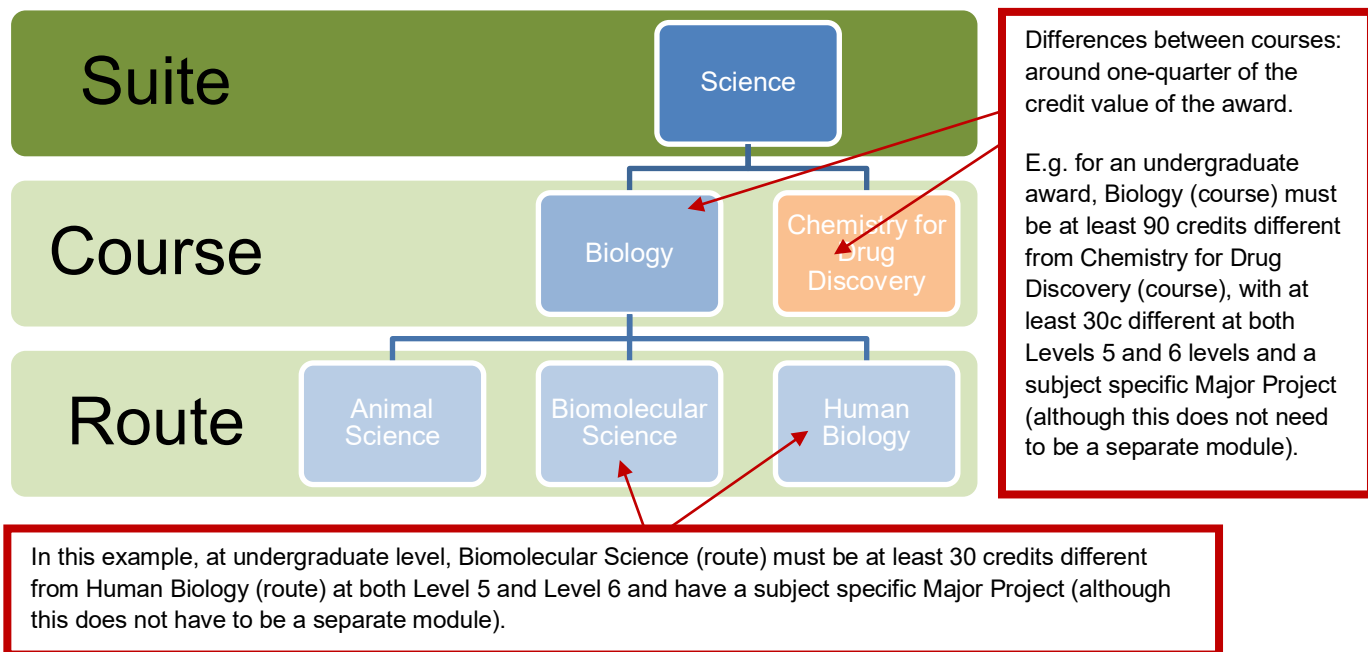 Suite
Science
Differences between courses:
around one-quarter of the
credit value of the award.
E.g. for an undergraduate
award, Biology (course) must
be at least 90 credits different
from Chemistry for Drug
Discovery (course), with at
least 30c different at both
Levels 5 and 6 levels and a
subject specific Major Project
(although this does not need
to be a separate module).
Course
Biology
Chemistry for
Drug
Discovery
Route
Animal
Science
Biomolecular
Science
Human
Biology
In this example, at undergraduate level, Biomolecular Science (route) must be at least 30 credits different
from Human Biology (route) at both Level 5 and Level 6 and have a subject specific Major Project (although
this does not have to be a separate module).